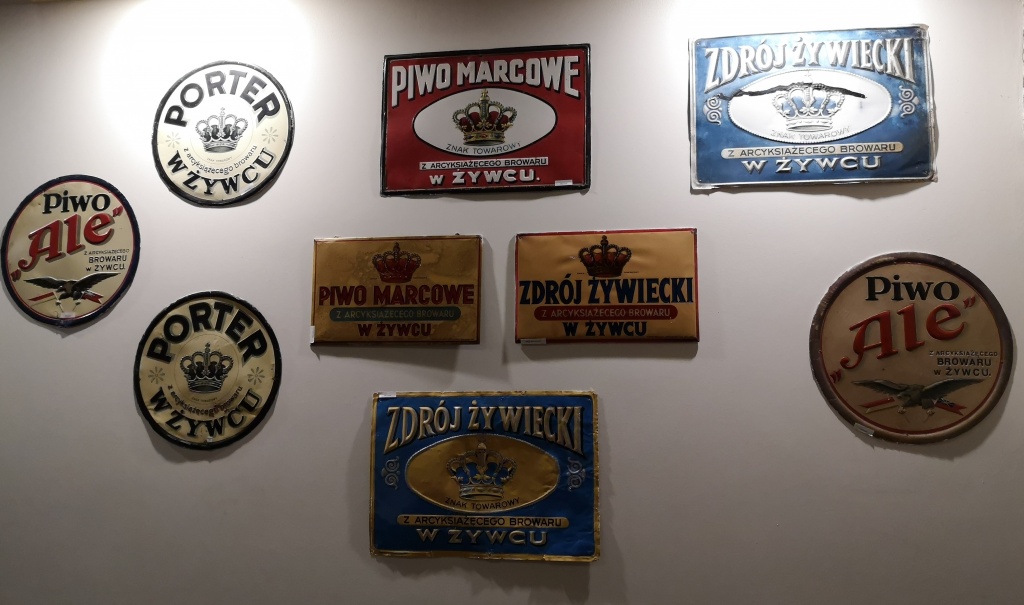 PORTER
z arcyksiążęcego browaru
W ŻYWCU
PIWO MARCOWE
ZNAK TOWAROWY
Z ARCYKSIĄŻĘCEGO BROWARU
W ŻYWCU.
ZDRÓJ ŻYWIECKI
ZNAK TOWAROWY
Z ARCYKSIĄŻĘCEGO BROWARU
W ŻYWCU
Piwo
„Ale”
Z ARCYKSIĄŻĘCEGO
BROWARU
w ŻYWCU.
PIWO MARCOWE
Z ARCYKSIĄŻĘCEGO BROWARU
W ŻYWCU
ZDRÓJ ŻYWIECKI
Z ARCYKSIĄŻĘCEGO BROWARU
W ŻYWCU
Piwo
„Ale”
Z ARCYKSIĄŻĘCEGO
BROWARU
w ŻYWCU.
PORTER
z arcyksiążęcego browaru
W ŻYWCU
ZDRÓJ ŻYWIECKI
ZNAK TOWAROWY
Z ARCYKSIĄŻĘCEGO BROWARU
W ŻYWCU